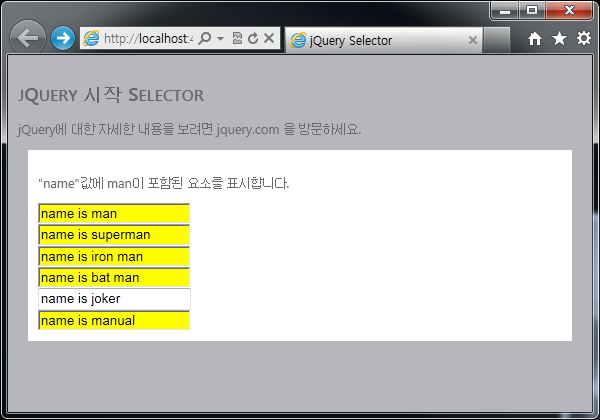 http://localhost:4
jQuery Selector
JQUERY 시작 SELECTOR
jQuery에 대한 자세한 내용을 보려면 jquery.com 을 방문하세요.
"name"값에 man이 포함된 요소를 표시합니다.
name is man
name is superman
name is iron man
name is bat man
name is joker
name is manual